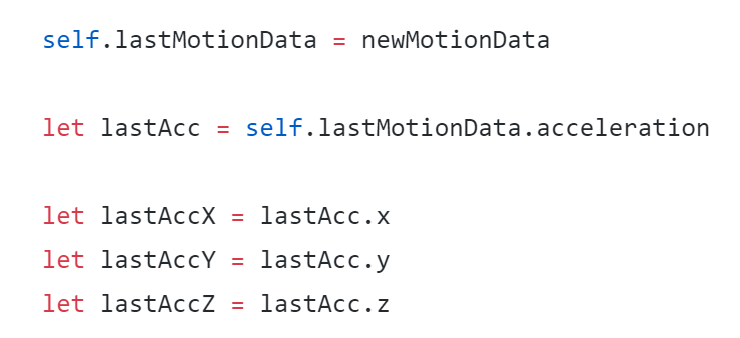 self.lastMotionData = newMotionData
let lastAcc = self.lastMotionData.acceleration
let lastAccX = lastAcc.x
let lastAccY = lastAcc.y
let lastAccZ = lastAcc.z